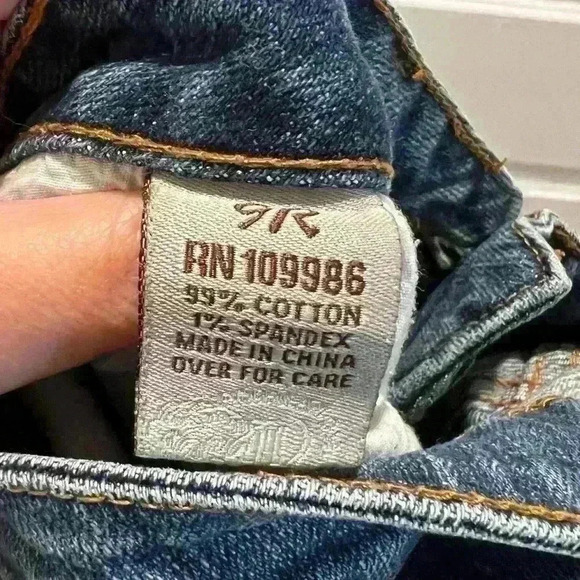 RN 109986
99% COTTON
1% SPANDEX
MADE IN CHINA
OVER FOR CARE